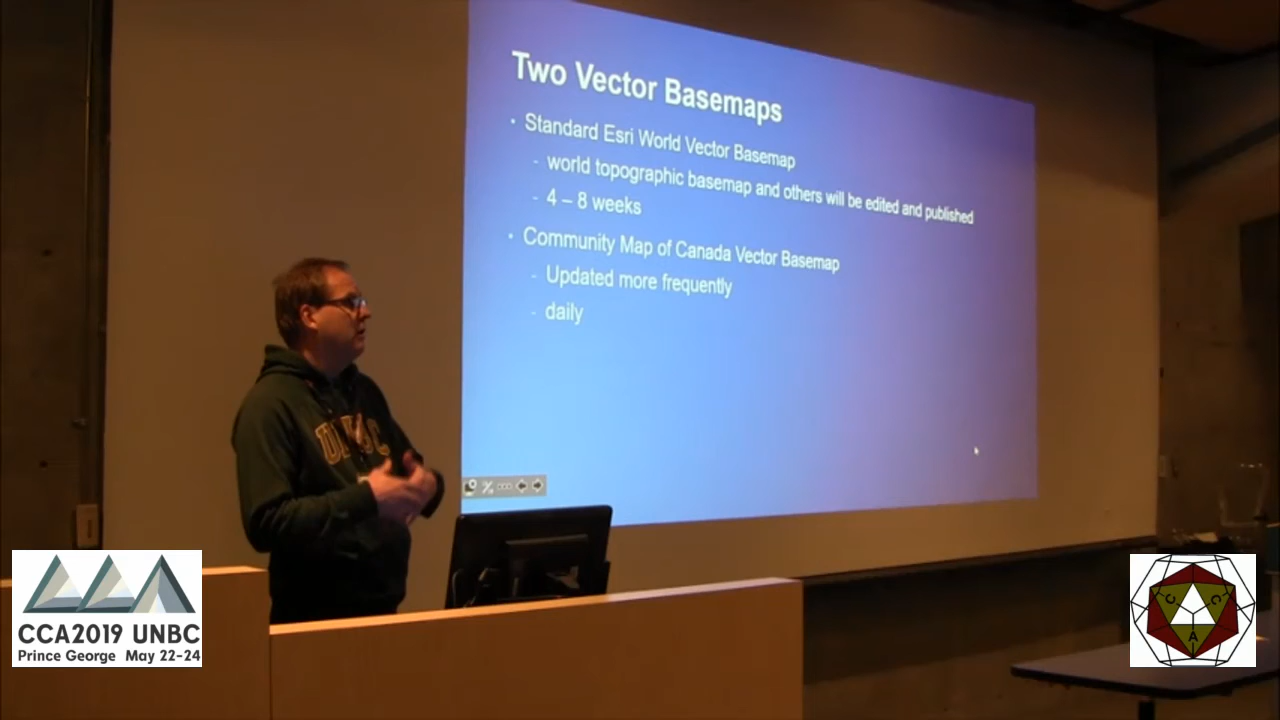 Two Vector Basemaps
· Standard Esri World Vector Basemap
- world topographic basemap and others will be edited and published
- 4 – 8 weeks
· Community Map of Canada Vector Basemap
- Updated more frequently
- daily
UNBC
CCA2019 UNBC
Prince George May 22-24
C C A